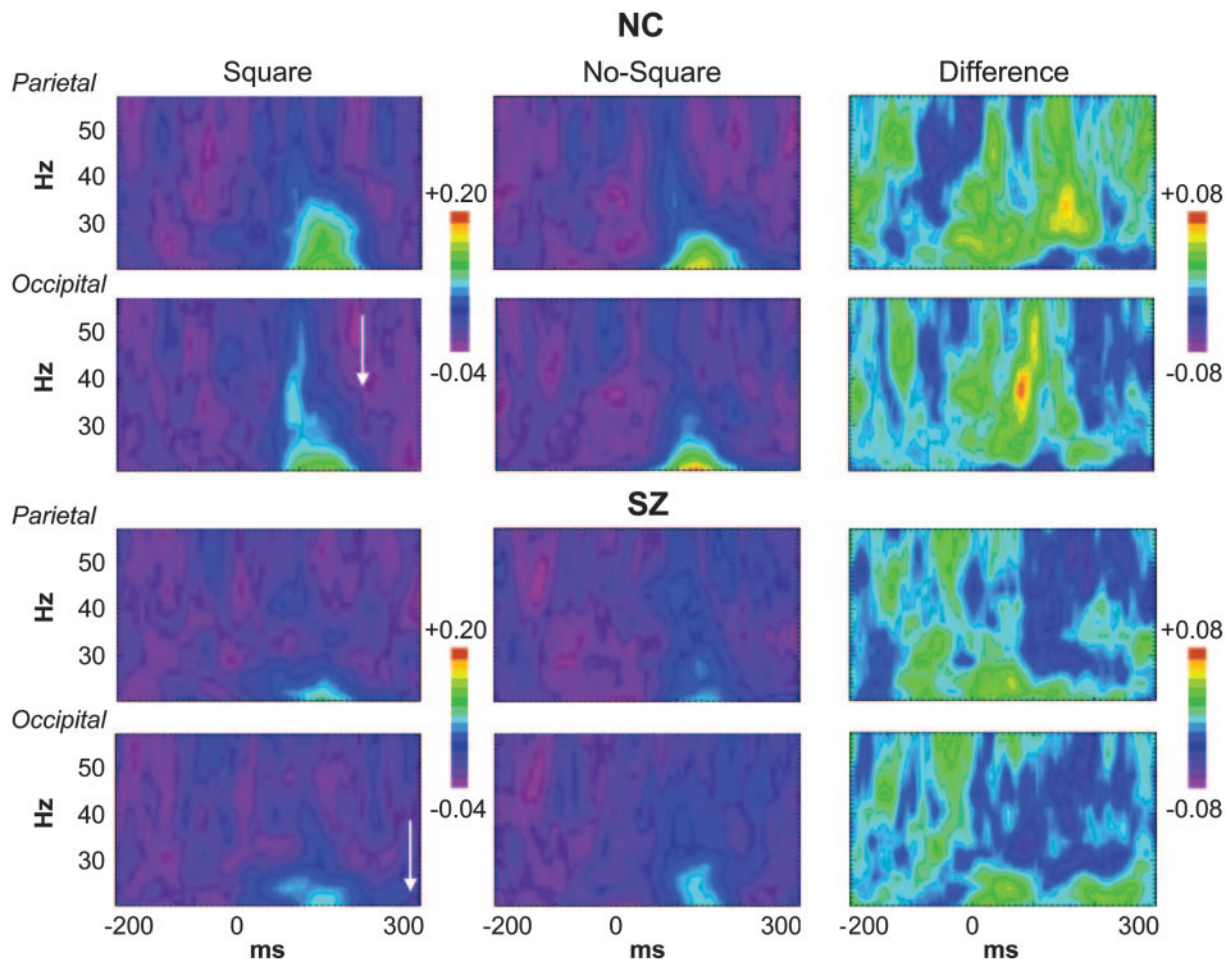 NC
Square No-Square Difference
Parietal
50
Hz
40
30
+0.20
-0.04
+0.08
-0.08
Occipital
50
Hz
40
30
SZ
Parietal
50
Hz
40
30
+0.20
-0.04
+0.08
-0.08
Occipital
50
Hz
40
30
-200 0 300 -200 0 300 -200 0 300
ms ms ms